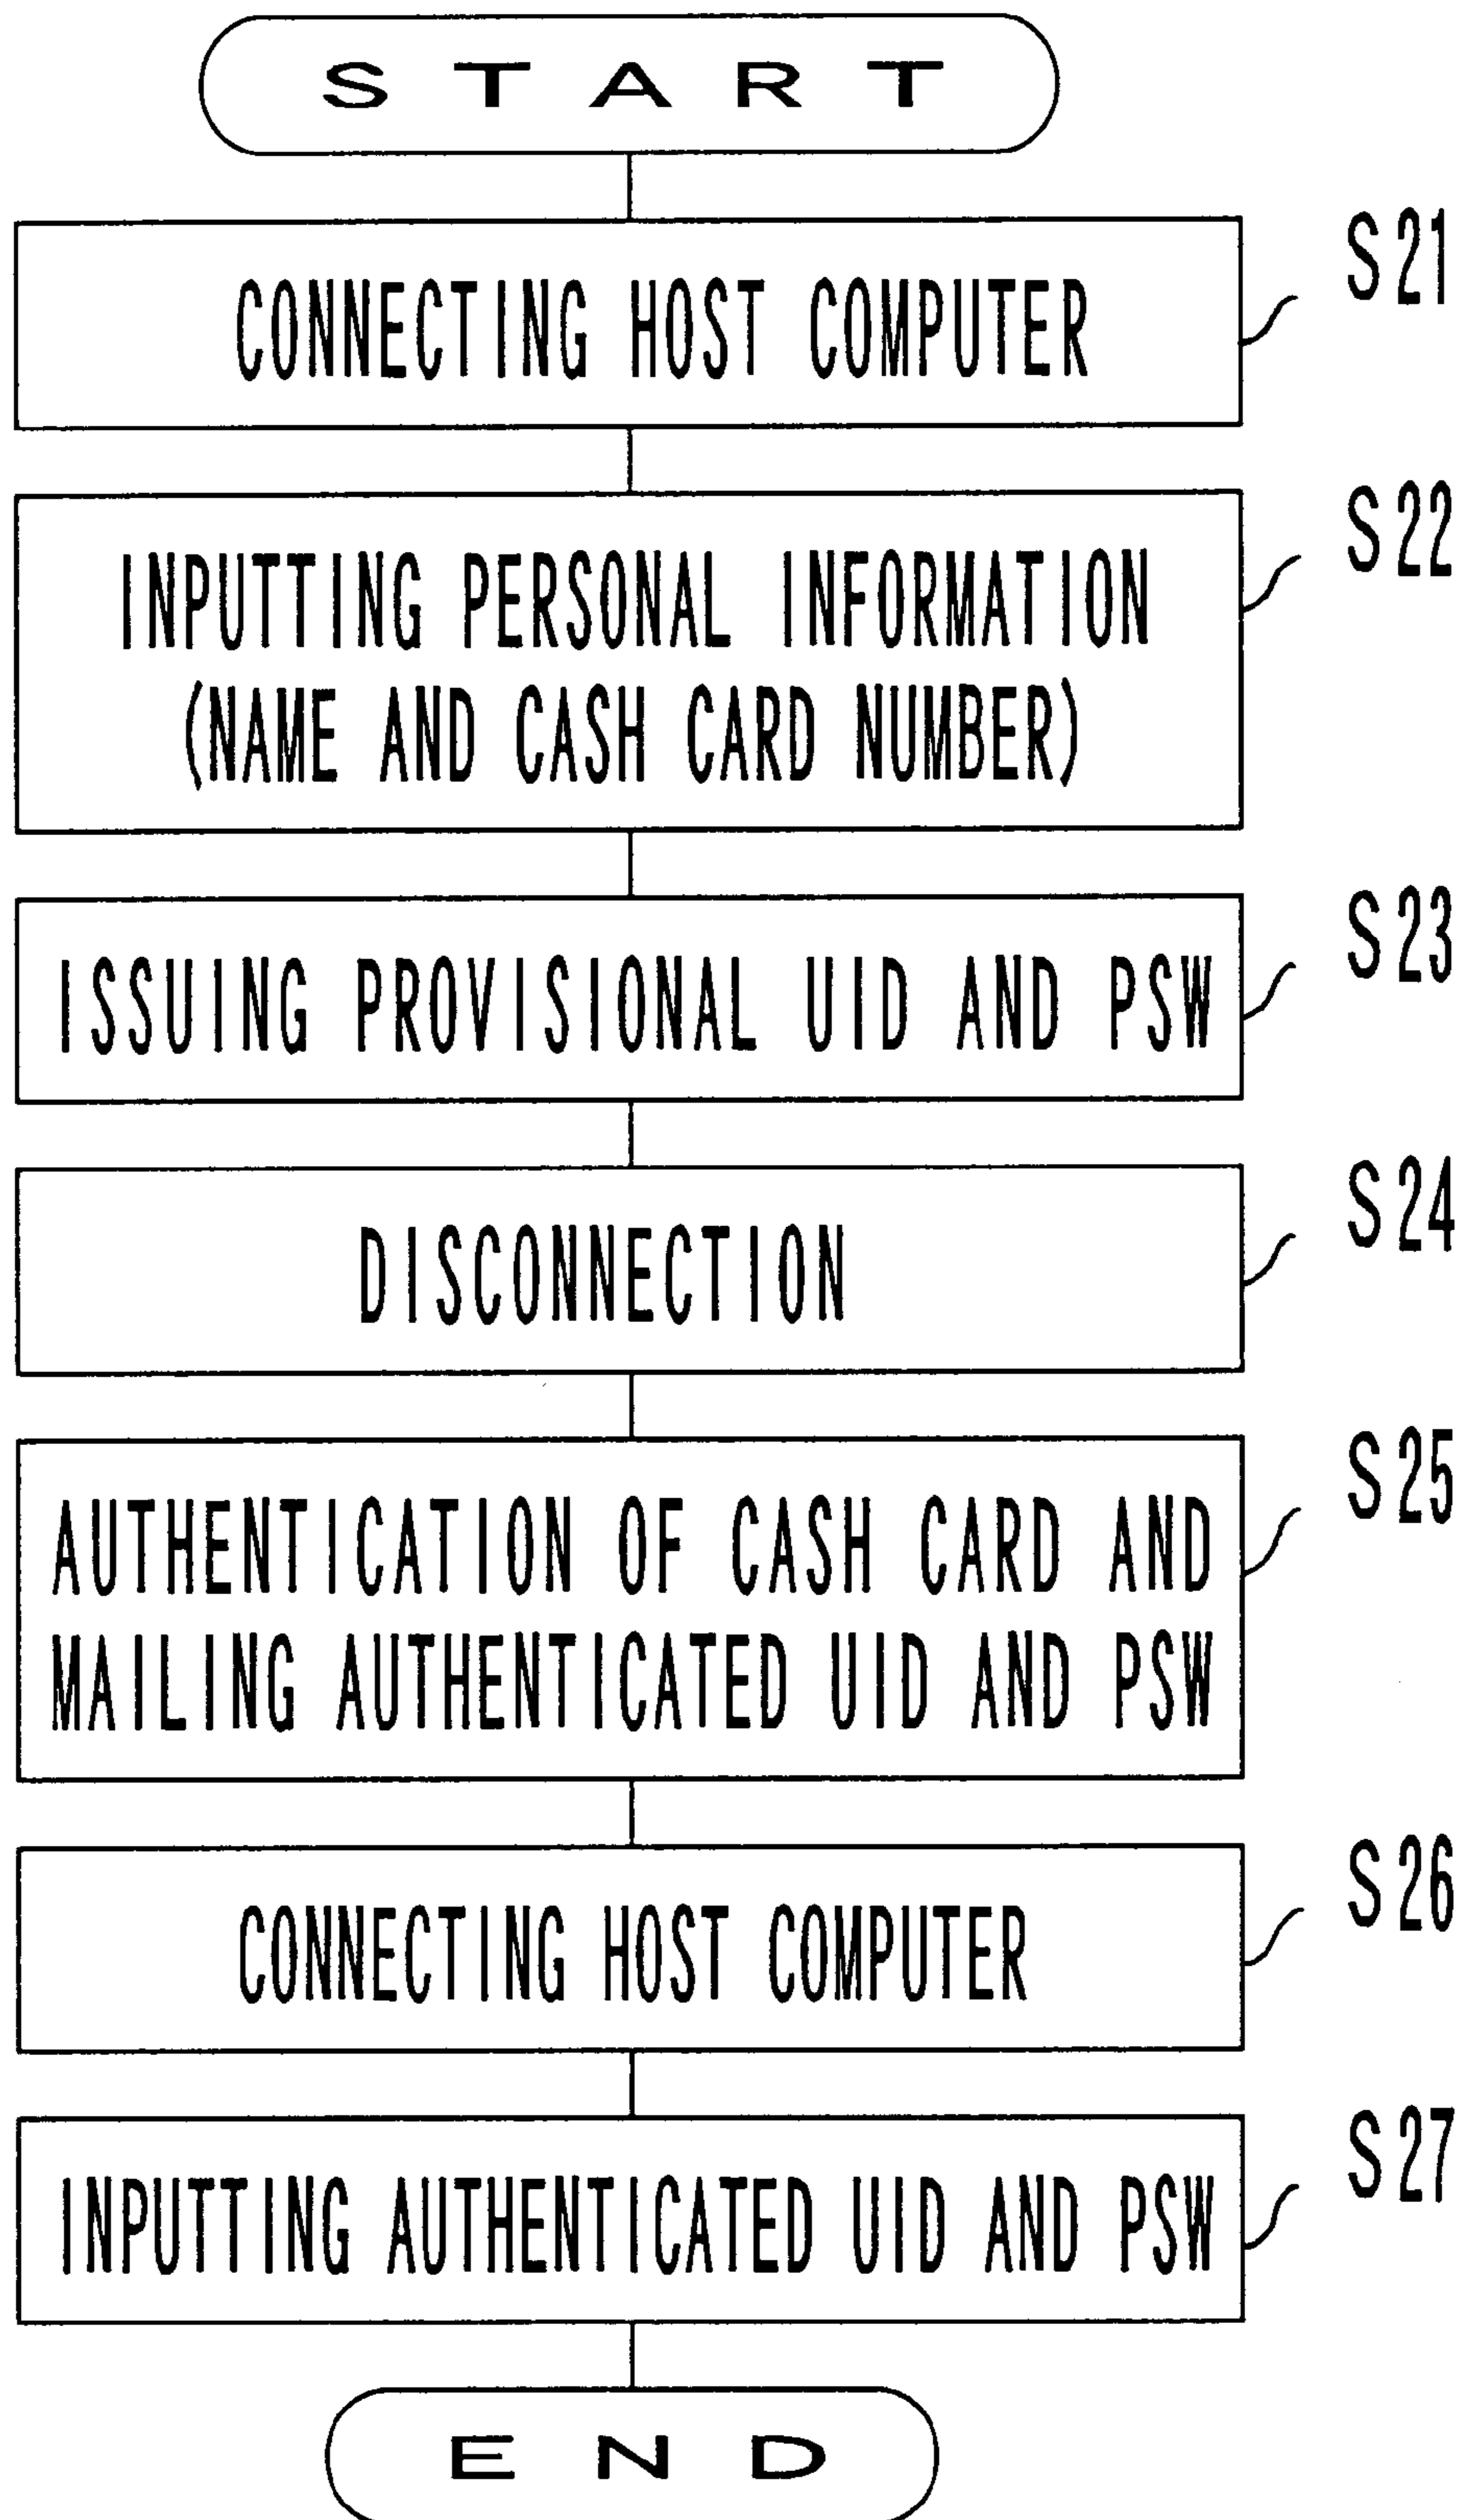 START
S21
CONNECTING HOST COMPUTER
S22
INPUTTING PERSONAL INFORMATION
(NAME AND CASH CARD NUMBER)
S23
ISSUING PROVISIONAL UID AND PSW
S24
DISCONNECTION
S25
AUTHENTICATION OF CASH CARD AND
MAILING AUTHENTICATED UID AND PSW
S26
CONNECTING HOST COMPUTER
S27
INPUTTING AUTHENTICATED UID AND PSW
END